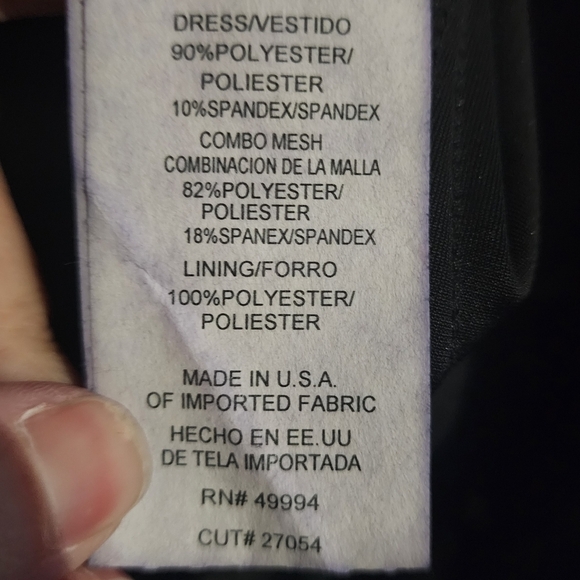 DRESS/VESTIDO
90%POLYESTER/
POLIESTER
10%SPANDEX/SPANDEX
COMBO MESH
COMBINACION DE LA MALLA
82%POLYESTER/
POLIESTER
18%SPANEX/SPANDEX
LINING/FORRO
100%POLYESTER/
POLIESTER
MADE IN U.S.A.
OF IMPORTED FABRIC
HECHO EN EE.UU
DE TELA IMPORTADA
RN# 49994
CUT# 27054